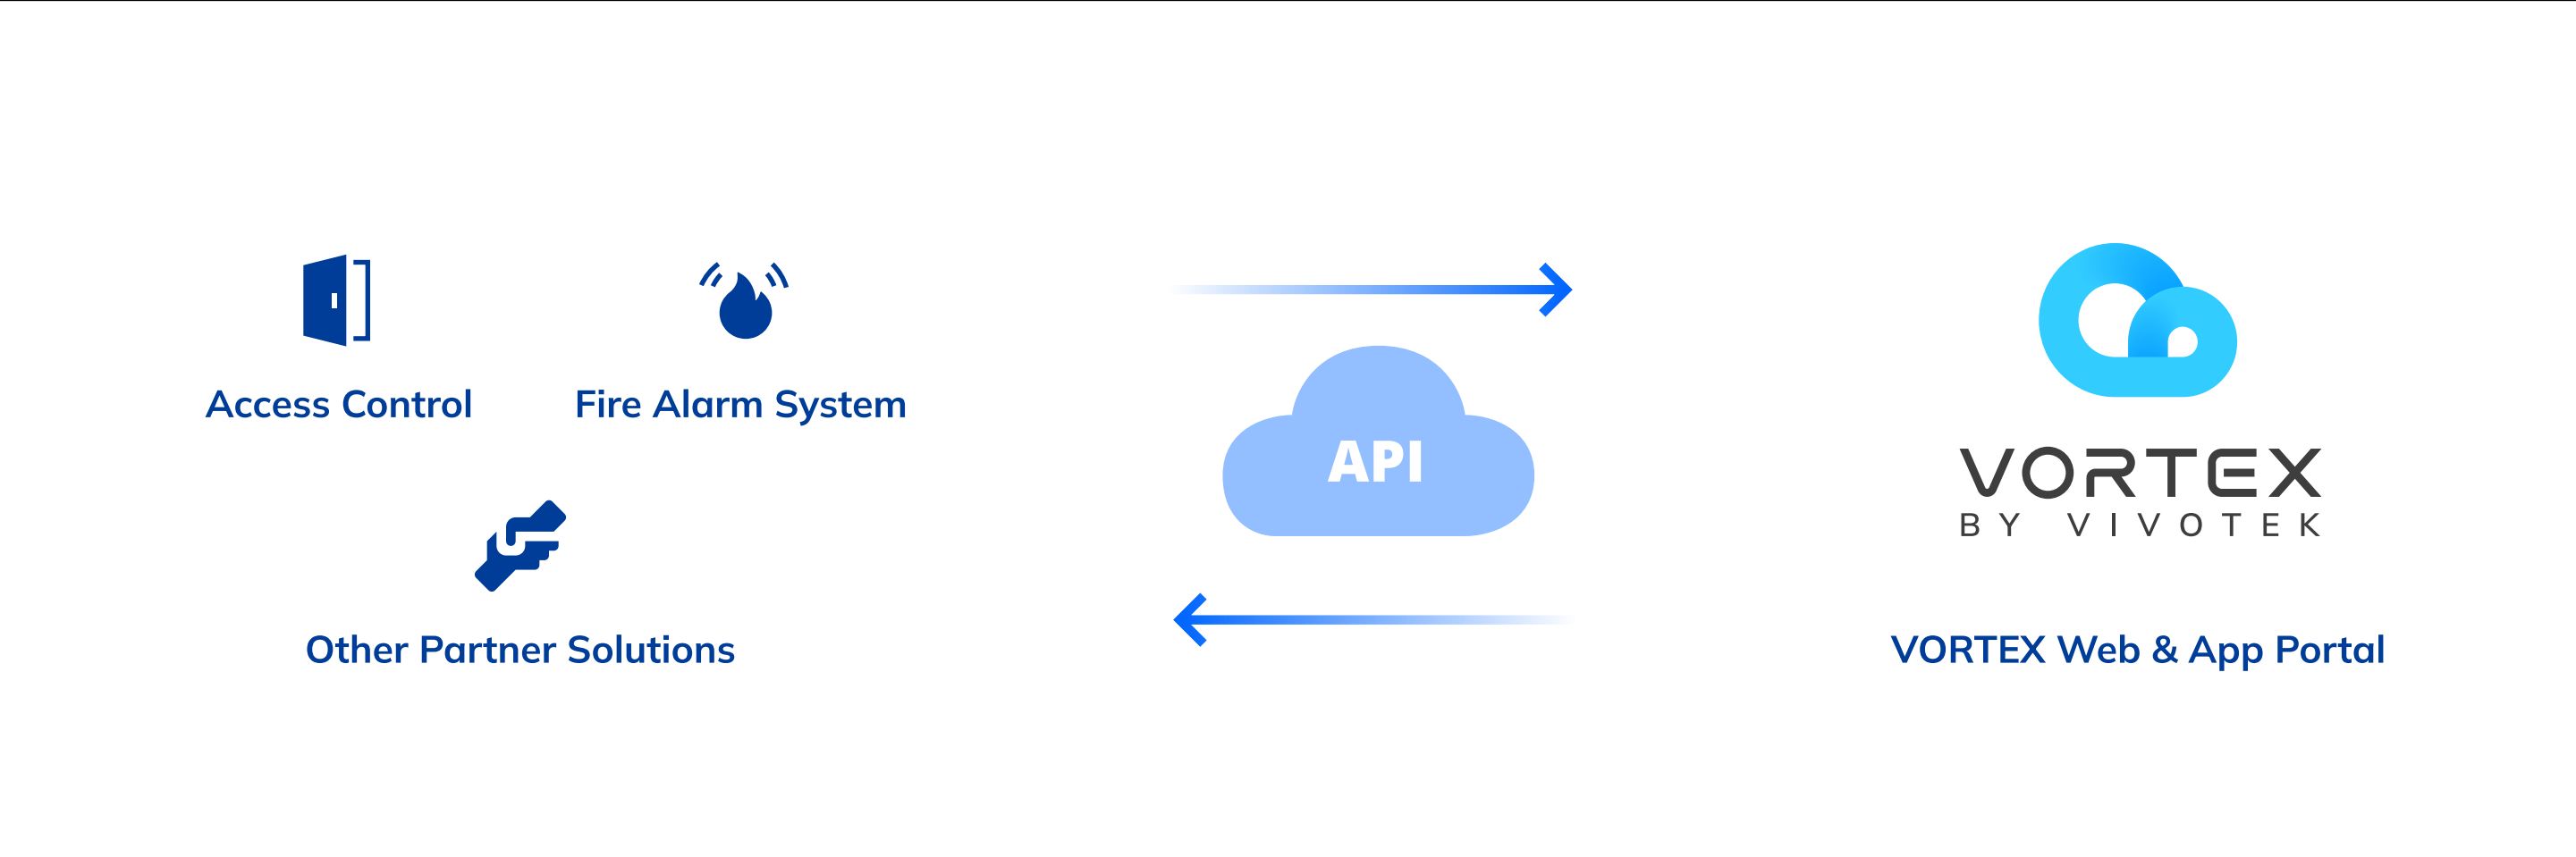 Access Control
Fire Alarm System
Other Partner Solutions
API
VORTEX
BY VIVOTEK
VORTEX Web & App Portal